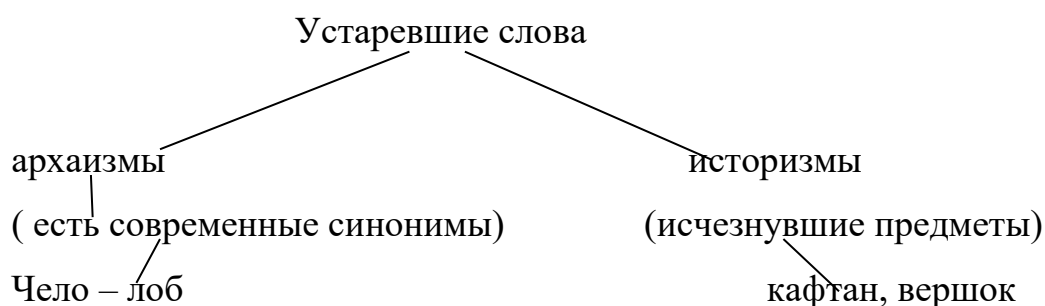 Устаревшие слова
архаизмы историзмы
( есть современные синонимы) (исчезнувшие предметы)
Чело – лоб кафтан, вершок